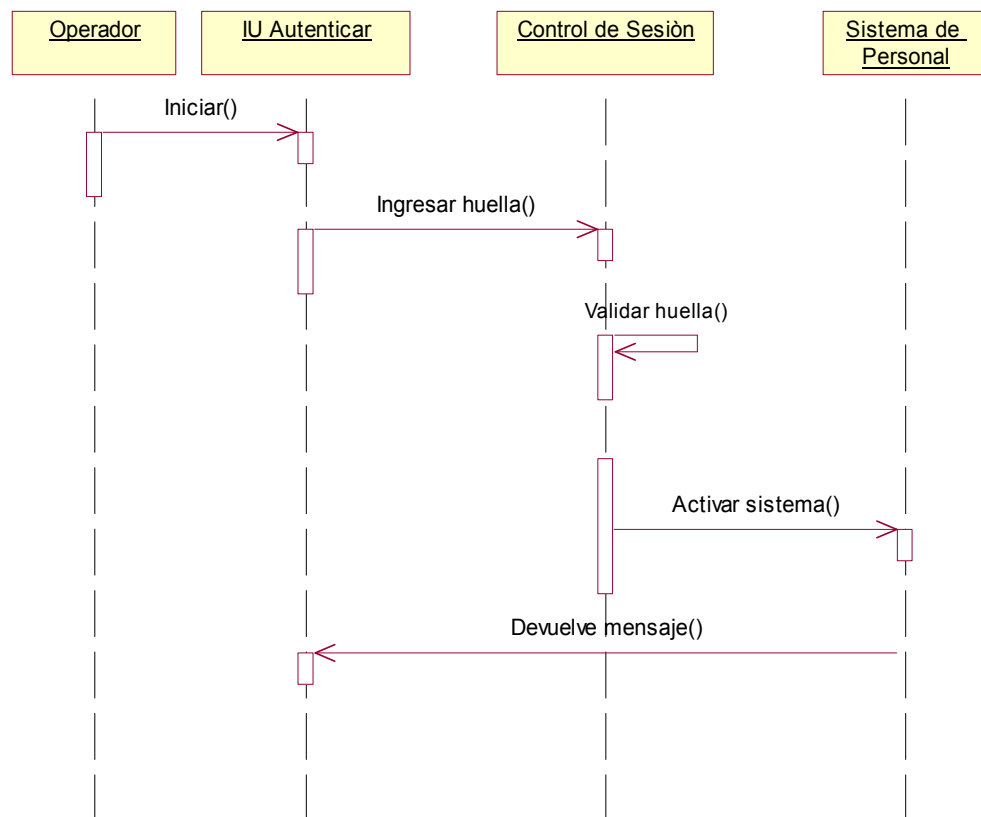 Operador
IU Autenticar
Control de Sesiòn
Sistema de
Personal
Iniciar()
Ingresar huella()
Validar huella()
Activar sistema()
Devuelve mensaje()